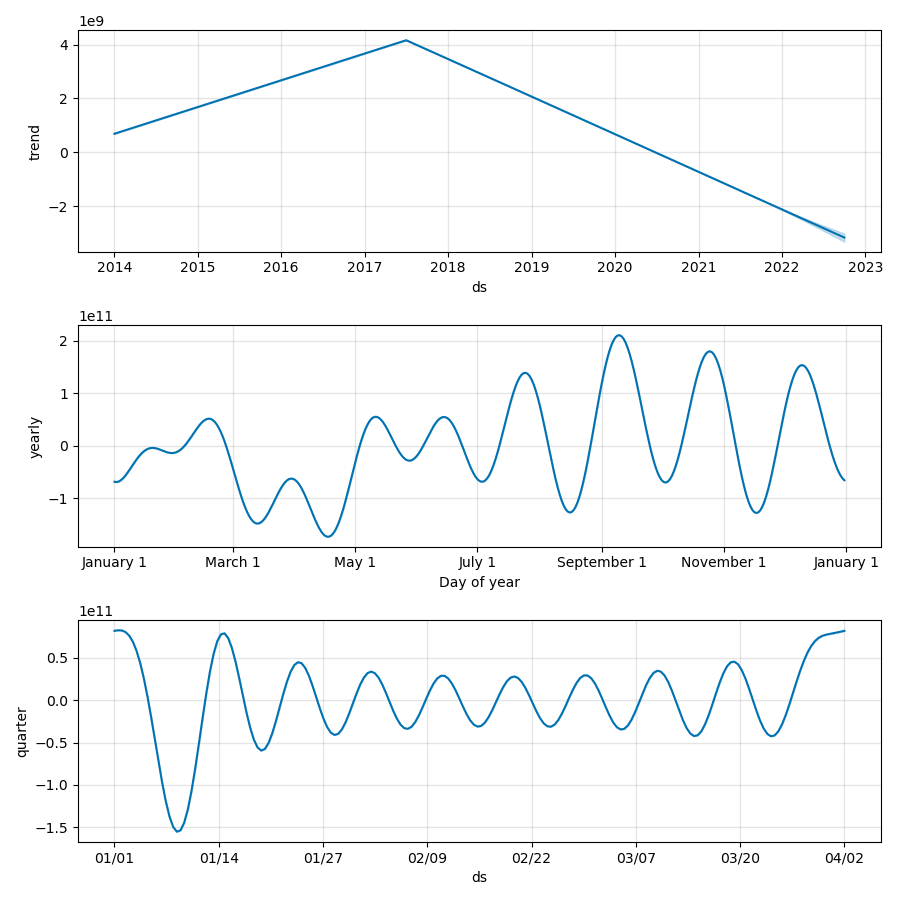 1e9
4
2
0
−2
trend
2014 2015 2016 2017 2018 2019 2020 2021 2022 2023
ds
1e11
2
1
0
−1
yearly
January 1 March 1 May 1 July 1 September 1 November 1 January 1
Day of year
1e11
0.5
0.0
−0.5
−1.0
−1.5
quarter
01/01 01/14 01/27 02/09 02/22 03/07 03/20 04/02
ds